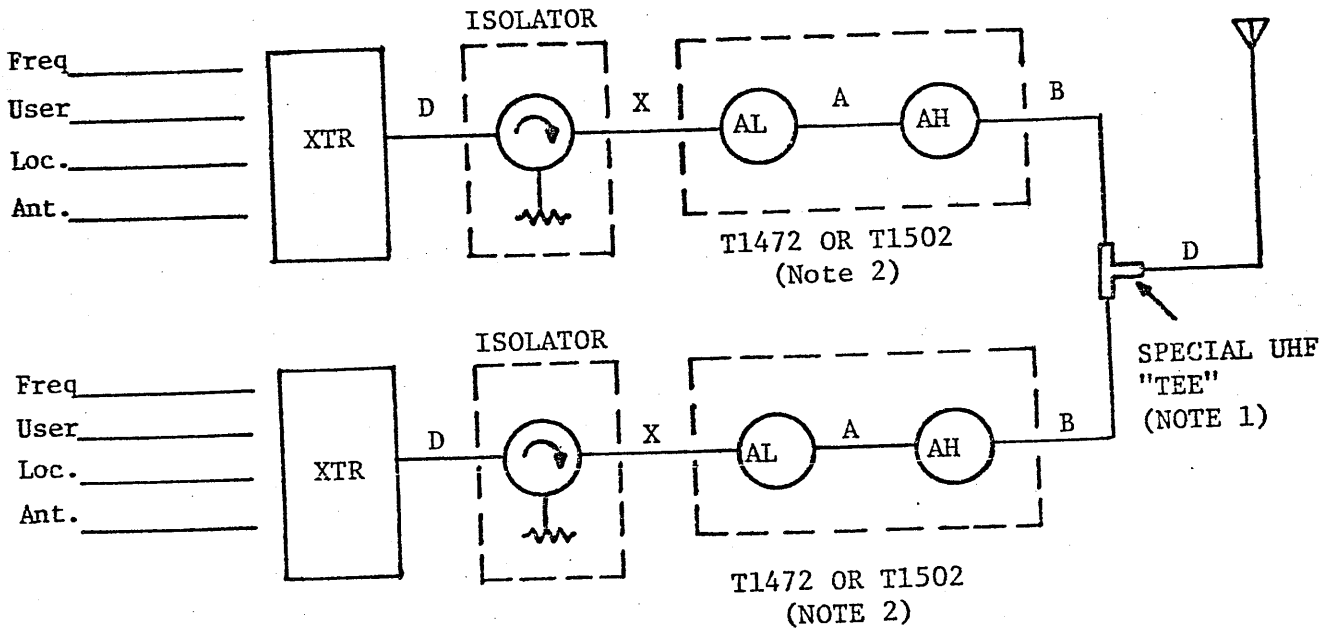 ISOLATOR
Freq
User
Loc.
Ant.
XTR
D
X
AL
A
AH
B
T1472 OR T1502
(Note 2)
D
SPECIAL UHF
"TEE"
(NOTE 1)
ISOLATOR
Freq
User
Loc.
Ant.
XTR
D
X
AL
A
AH
B
T1472 OR T1502
(NOTE 2)